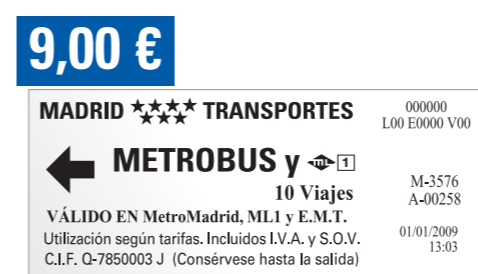 9,00 €
MADRID TRANSPORTES
000000
L00 E0000 V00
METROBUS y ML 1
10 Viajes
M-3576
A-00258
VÁLIDO EN MetroMadrid, ML1 y E.M.T.
Utilización según tarifas. Incluidos I.V.A. y S.O.V.
01/01/2009
13:03
C.I.F. Q-7850003 J (Consérvese hasta la salida)